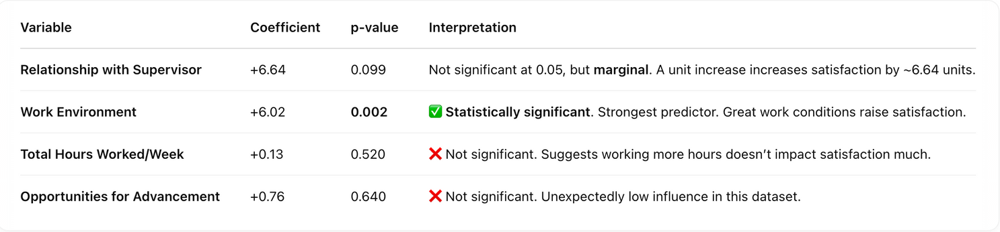 Variable Coefficient p-value Interpretation
Relationship with Supervisor +6.64 0.099 Not significant at 0.05, but marginal. A unit increase increases satisfaction by ~6.64 units.
Work Environment +6.02 0.002 ✅ Statistically significant. Strongest predictor. Great work conditions raise satisfaction.
Total Hours Worked/Week +0.13 0.520 ❌ Not significant. Suggests working more hours doesn’t impact satisfaction much.
Opportunities for Advancement +0.76 0.640 ❌ Not significant. Unexpectedly low influence in this dataset.